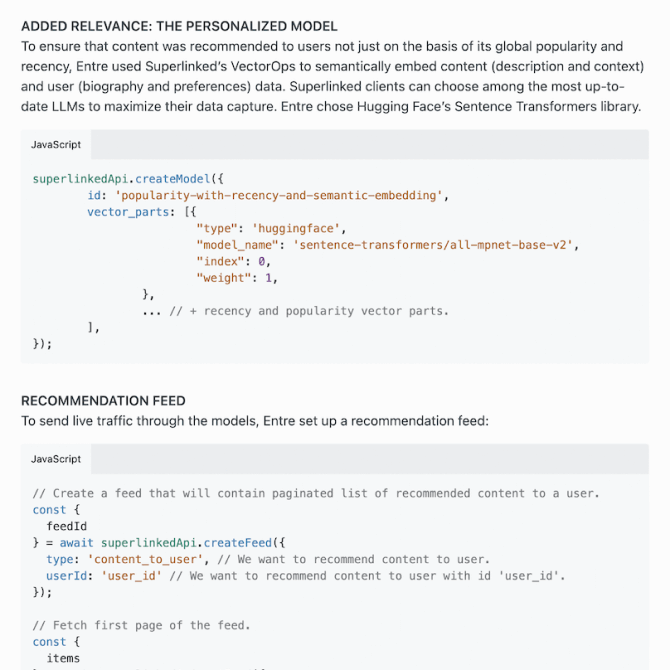 ADDED RELEVANCE: THE PERSONALIZED MODEL
To ensure that content was recommended to users not just on the basis of its global popularity and
recency, Entre used Superlinked's VectorOps to semantically embed content (description and context)
and user (biography and preferences) data. Superlinked clients can choose among the most up-to-
date LLMs to maximize their data capture. Entre chose Hugging Face's Sentence Transformers library.
JavaScript
superlinkedApi.createModel({
        id: 'popularity-with-recency-and-semantic-embedding',
        vector_parts: [{
                        "type": 'huggingface',
                        "model_name": 'sentence-transformers/all-mpnet-base-v2',
                        "index": 0,
                        "weight": 1,
                },
                ... // + recency and popularity vector parts.
        ],
});
RECOMMENDATION FEED
To send live traffic through the models, Entre set up a recommendation feed:
JavaScript
// Create a feed that will contain paginated list of recommended content to a user.
const {
  feedId
} = await superlinkedApi.createFeed({
  type: 'content_to_user', // We want to recommend content to user.
  userId: 'user_id' // We want to recommend content to user with id 'user_id'.
});
// Fetch first page of the feed.
const {
  items